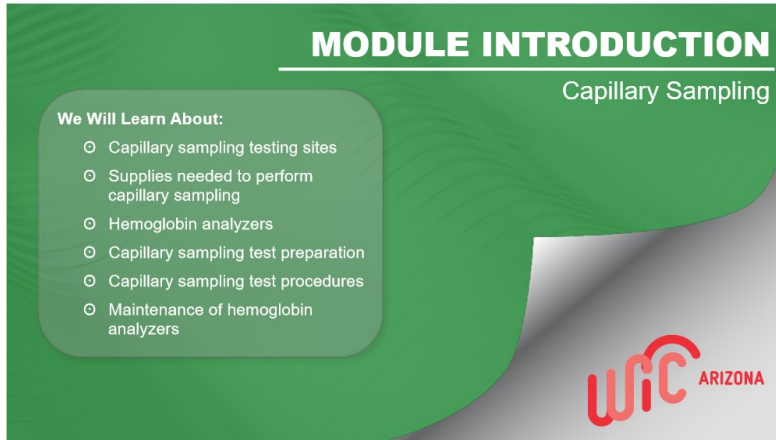 MODULE INTRODUCTION
Capillary Sampling
We Will Learn About:
Capillary sampling testing sites
Supplies needed to perform
capillary sampling
Hemoglobin analyzers
Capillary sampling test preparation
Capillary sampling test procedures
Maintenance of hemoglobin
analyzers
WiC ARIZONA